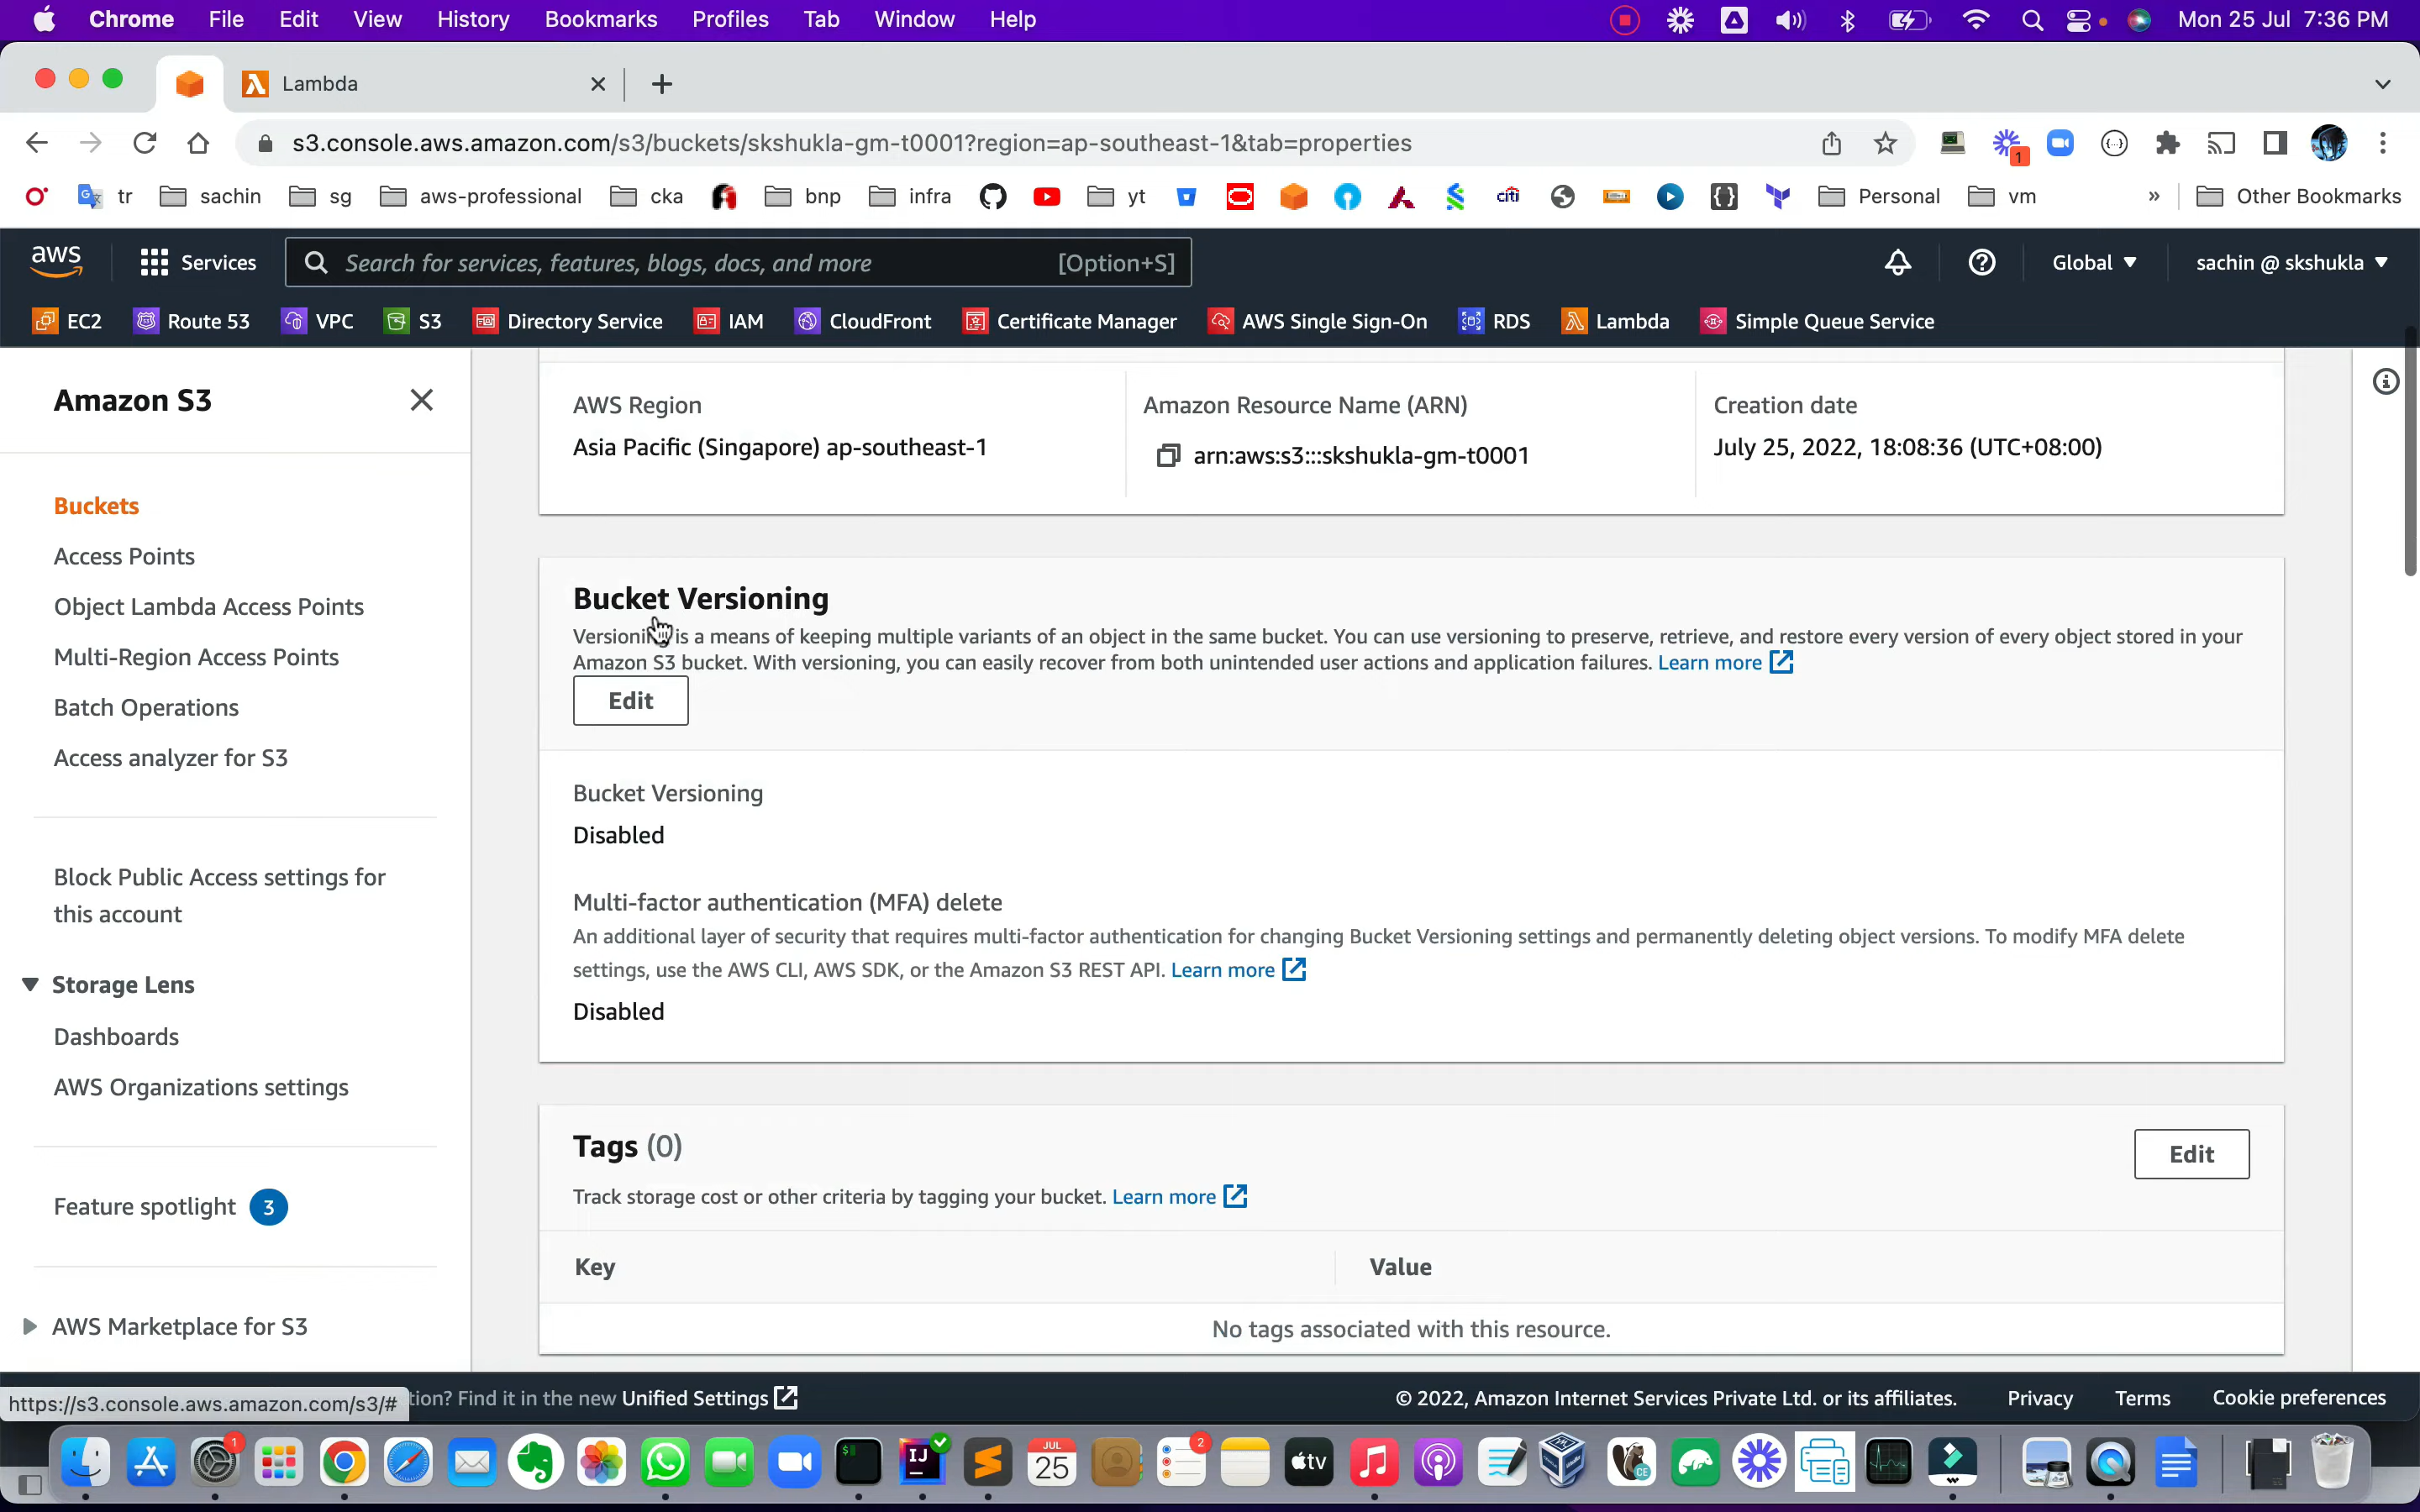 Chrome File Edit View History Bookmarks Profiles Tab Window Help Mon 25 Jul 7:36 PM
Lambda
s3.console.aws.amazon.com/s3/buckets/skshukla-gm-t0001?region=ap-southeast-1&tab=properties
1
tr sachin sg aws-professional cka bnp infra yt citi Personal vm » Other Bookmarks
aws Services Search for services, features, blogs, docs, and more [Option+S] Global sachin @ skshukla
EC2 Route 53 VPC S3 Directory Service IAM CloudFront Certificate Manager AWS Single Sign-On RDS Lambda Simple Queue Service
Amazon S3
Buckets
Access Points
Object Lambda Access Points
Multi-Region Access Points
Batch Operations
Access analyzer for S3
Block Public Access settings for
this account
Storage Lens
Dashboards
AWS Organizations settings
Feature spotlight 3
AWS Marketplace for S3
AWS Region
Asia Pacific (Singapore) ap-southeast-1
Amazon Resource Name (ARN)
arn:aws:s3:::skshukla-gm-t0001
Creation date
July 25, 2022, 18:08:36 (UTC+08:00)
Bucket Versioning
Versioning is a means of keeping multiple variants of an object in the same bucket. You can use versioning to preserve, retrieve, and restore every version of every object stored in your
Amazon S3 bucket. With versioning, you can easily recover from both unintended user actions and application failures. Learn more
Edit
Bucket Versioning
Disabled
Multi-factor authentication (MFA) delete
An additional layer of security that requires multi-factor authentication for changing Bucket Versioning settings and permanently deleting object versions. To modify MFA delete
settings, use the AWS CLI, AWS SDK, or the Amazon S3 REST API. Learn more
Disabled
Tags (0)
Edit
Track storage cost or other criteria by tagging your bucket. Learn more
Key Value
No tags associated with this resource.
https://s3.console.aws.amazon.com/s3/# tion? Find it in the new Unified Settings © 2022, Amazon Internet Services Private Ltd. or its affiliates. Privacy Terms Cookie preferences
1 IJ JUL 25 2 tv CE